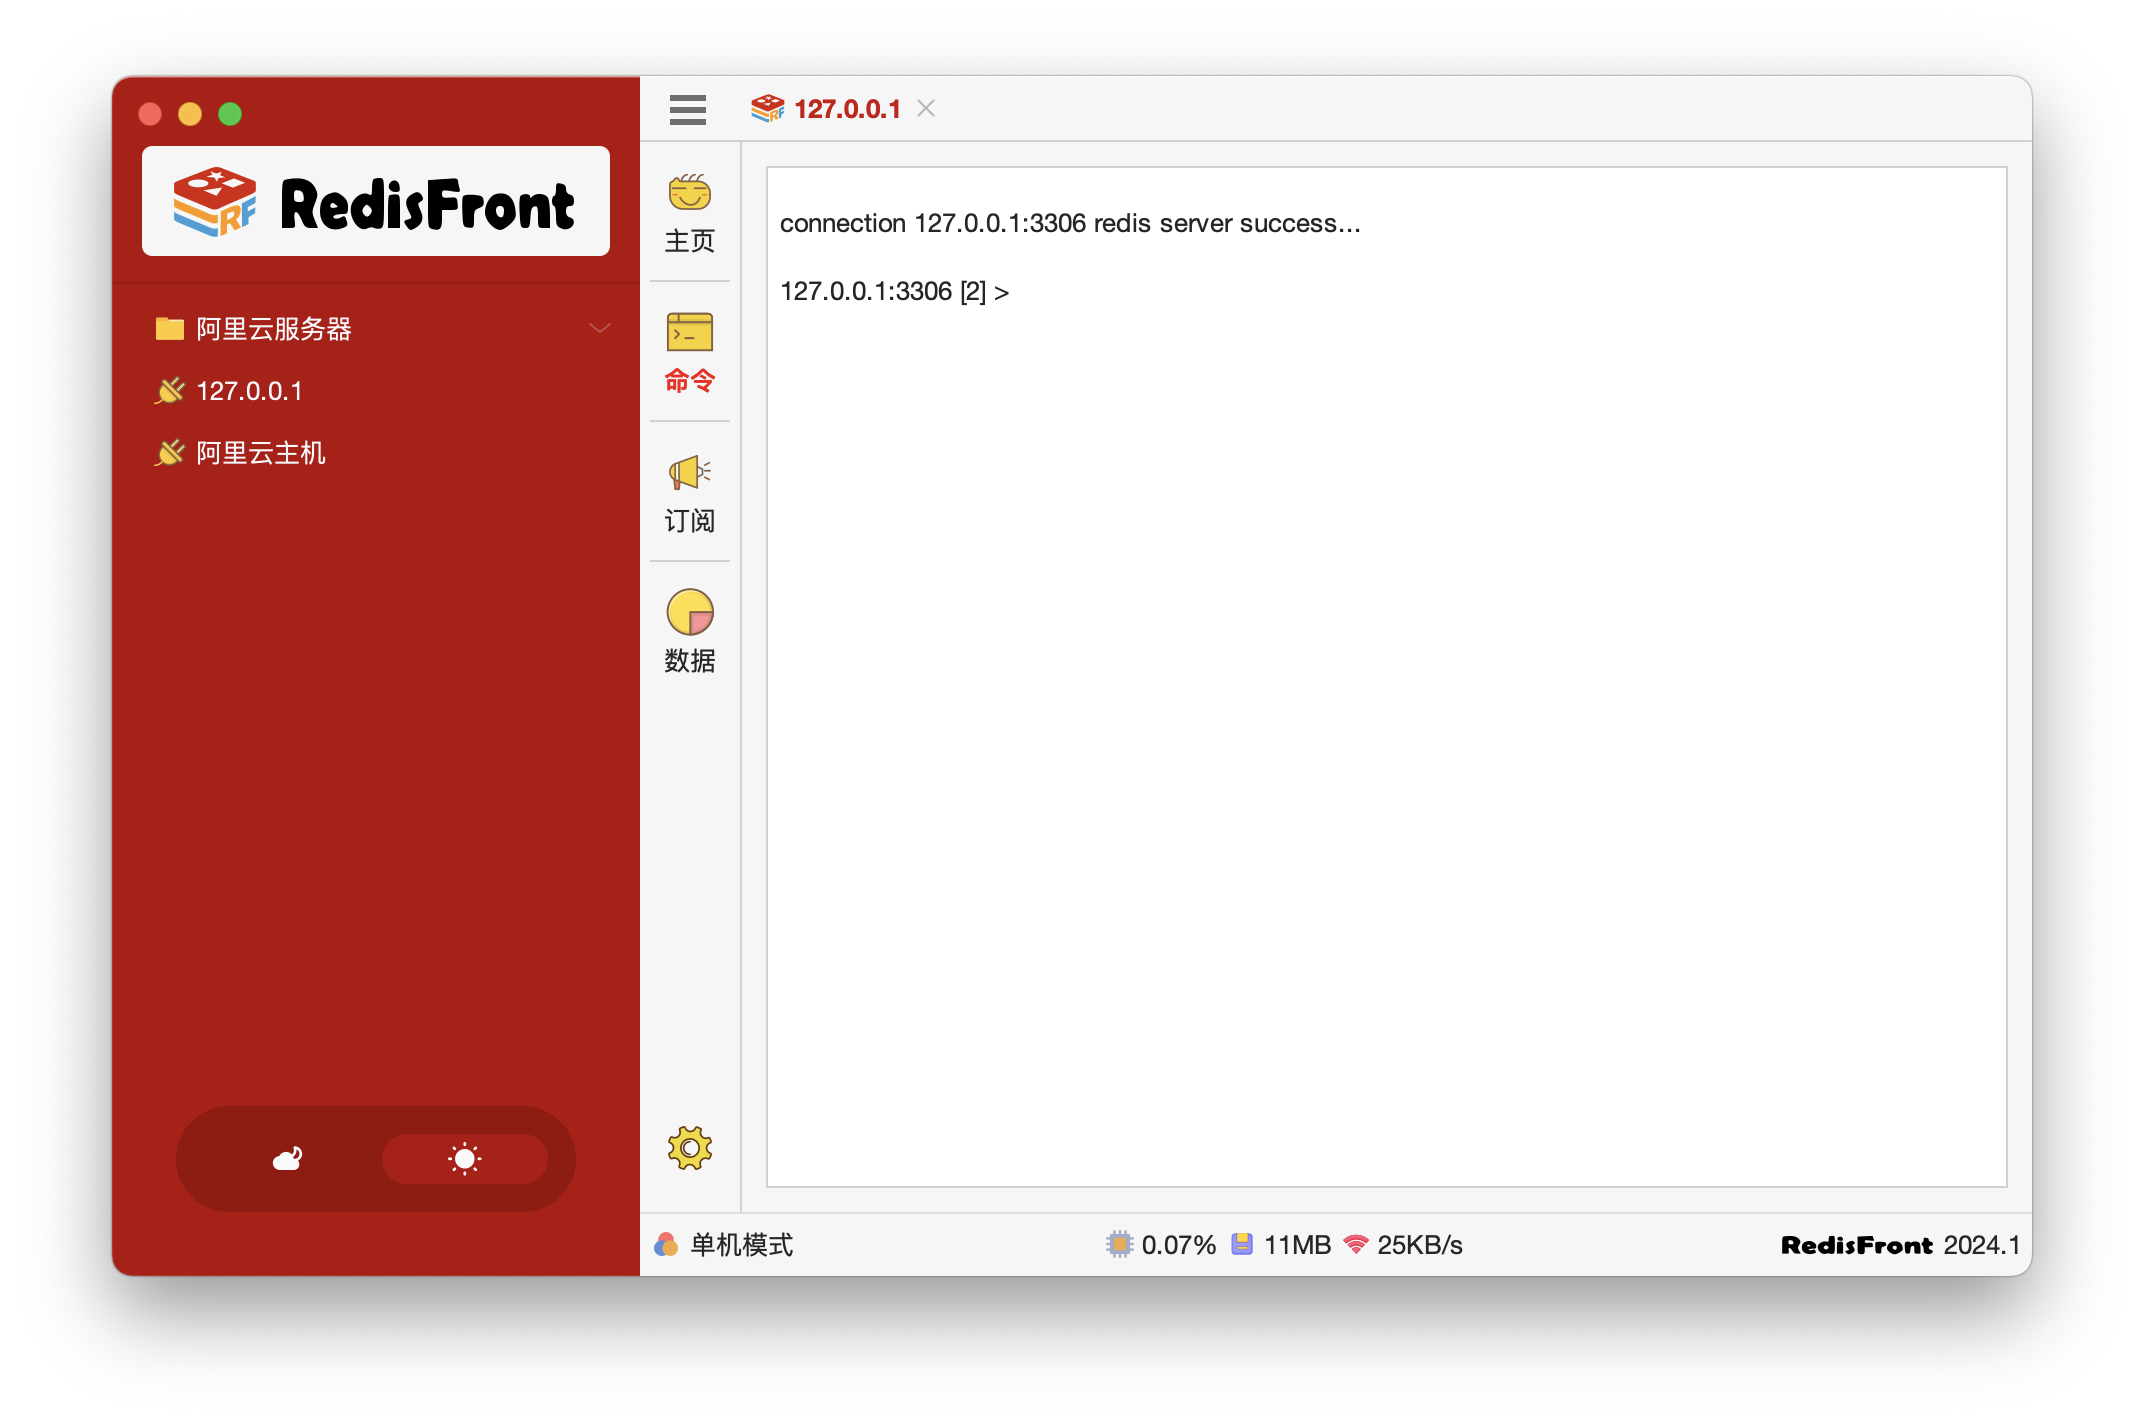 RedisFront
阿里云服务器
127.0.0.1
阿里云主机
127.0.0.1
主页
命令
订阅
数据
connection 127.0.0.1:3306 redis server success...
127.0.0.1:3306 [2] >
单机模式
0.07% 11MB 25KB/s
RedisFront 2024.1